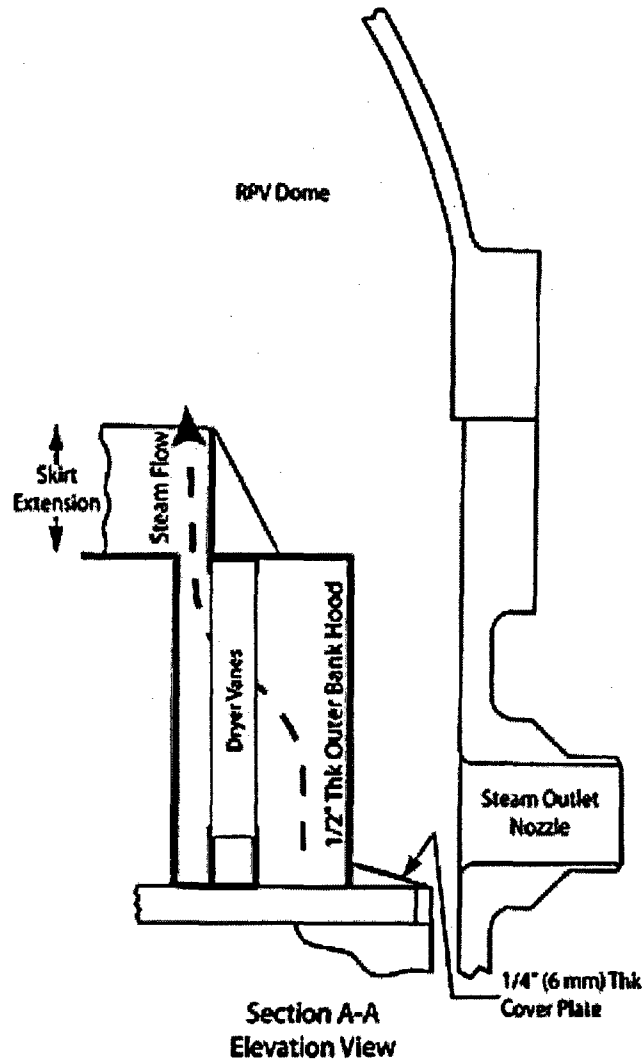 RPV Dome
Skirt
Extension
Steam Flow
Dryer Vanes
1/2" Thk Outer Bank Hood
Steam Outlet
Nozzle
1/4" (6 mm) Thk
Cover Plate
Section A-A
Elevation View